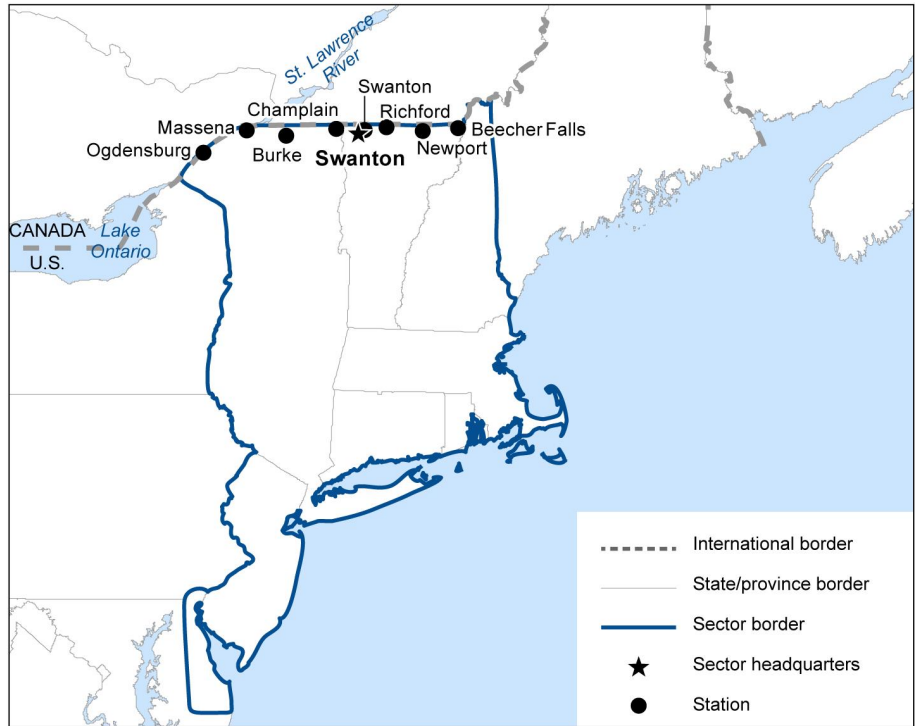 St. Lawrence
River
Swanton
Champlain
Richford
Massena
Beecher Falls
Ogdensburg
Burke
Swanton
Newport
CANADA
Lake
Ontario
U.S.
International border
State/province border
Sector border
Sector headquarters
Station